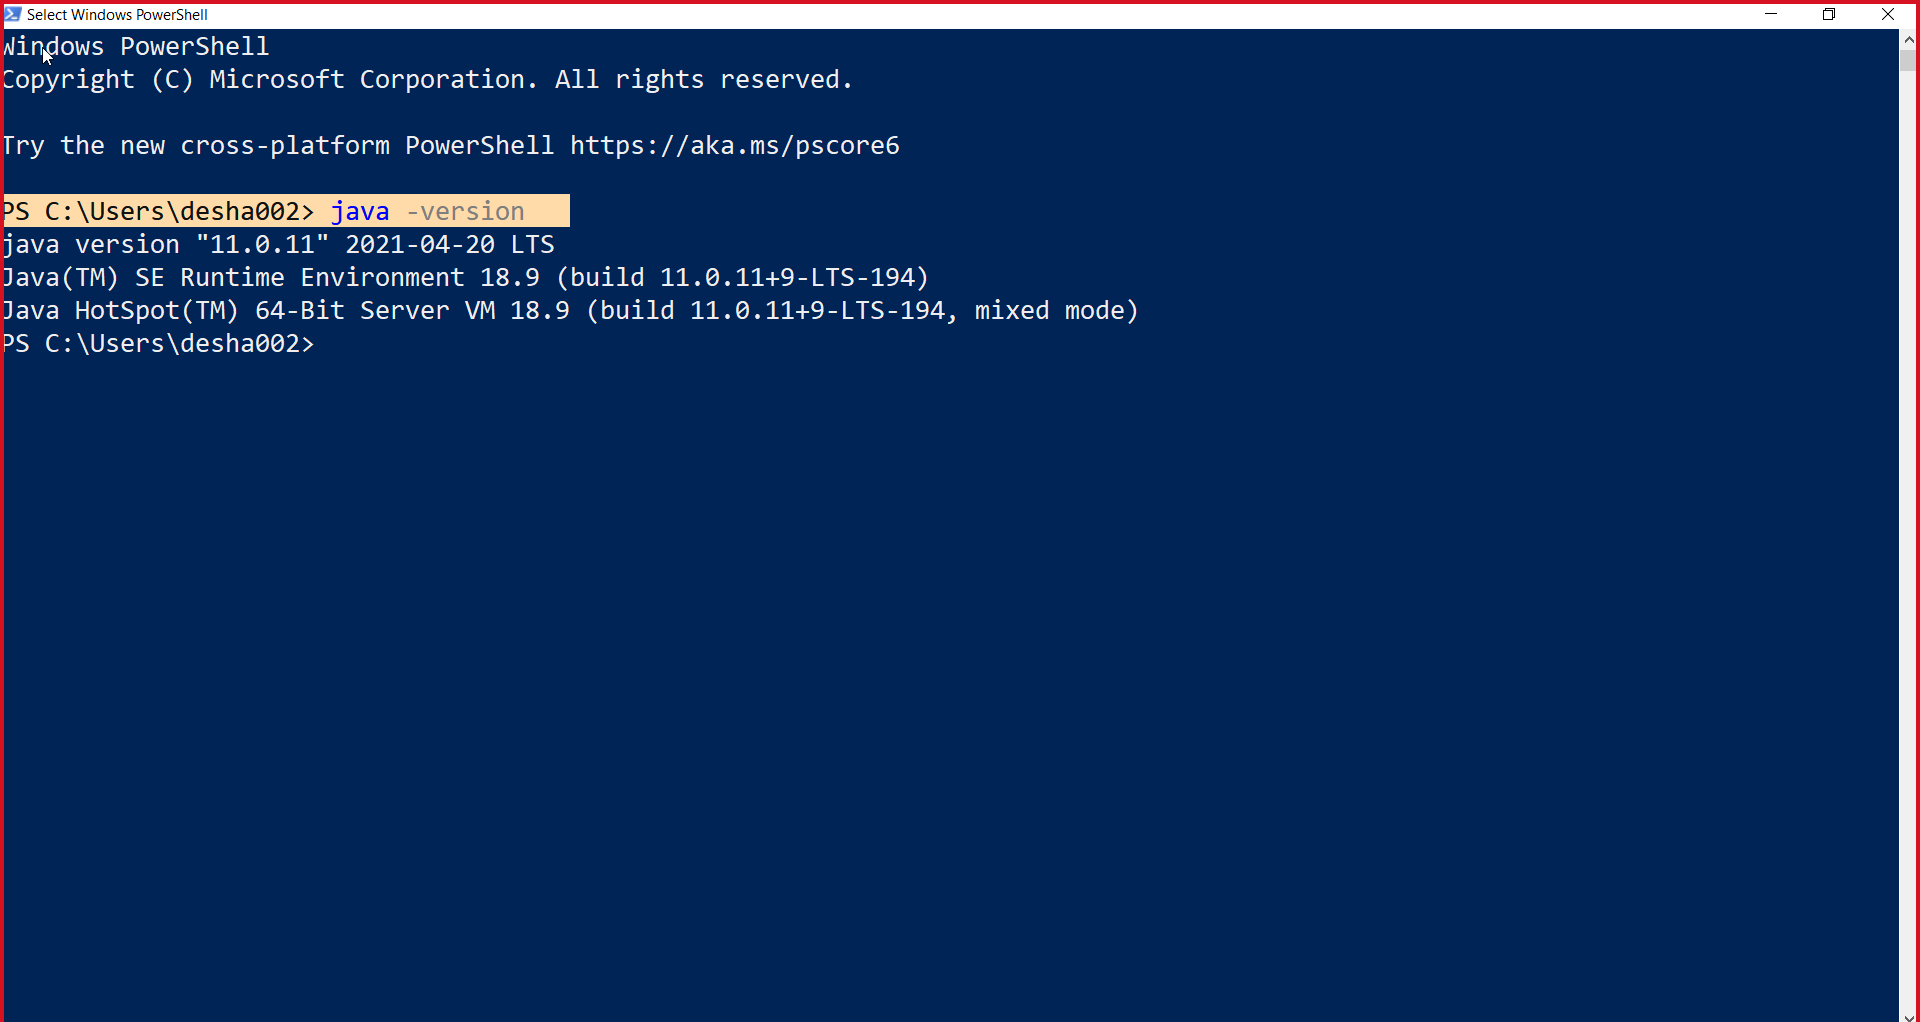 Select Windows PowerShell
Windows PowerShell
Copyright (C) Microsoft Corporation. All rights reserved.
Try the new cross-platform PowerShell https://aka.ms/pscore6
PS C:\Users\desha002> java -version
java version "11.0.11" 2021-04-20 LTS
Java(TM) SE Runtime Environment 18.9 (build 11.0.11+9-LTS-194)
Java HotSpot(TM) 64-Bit Server VM 18.9 (build 11.0.11+9-LTS-194, mixed mode)
PS C:\Users\desha002>